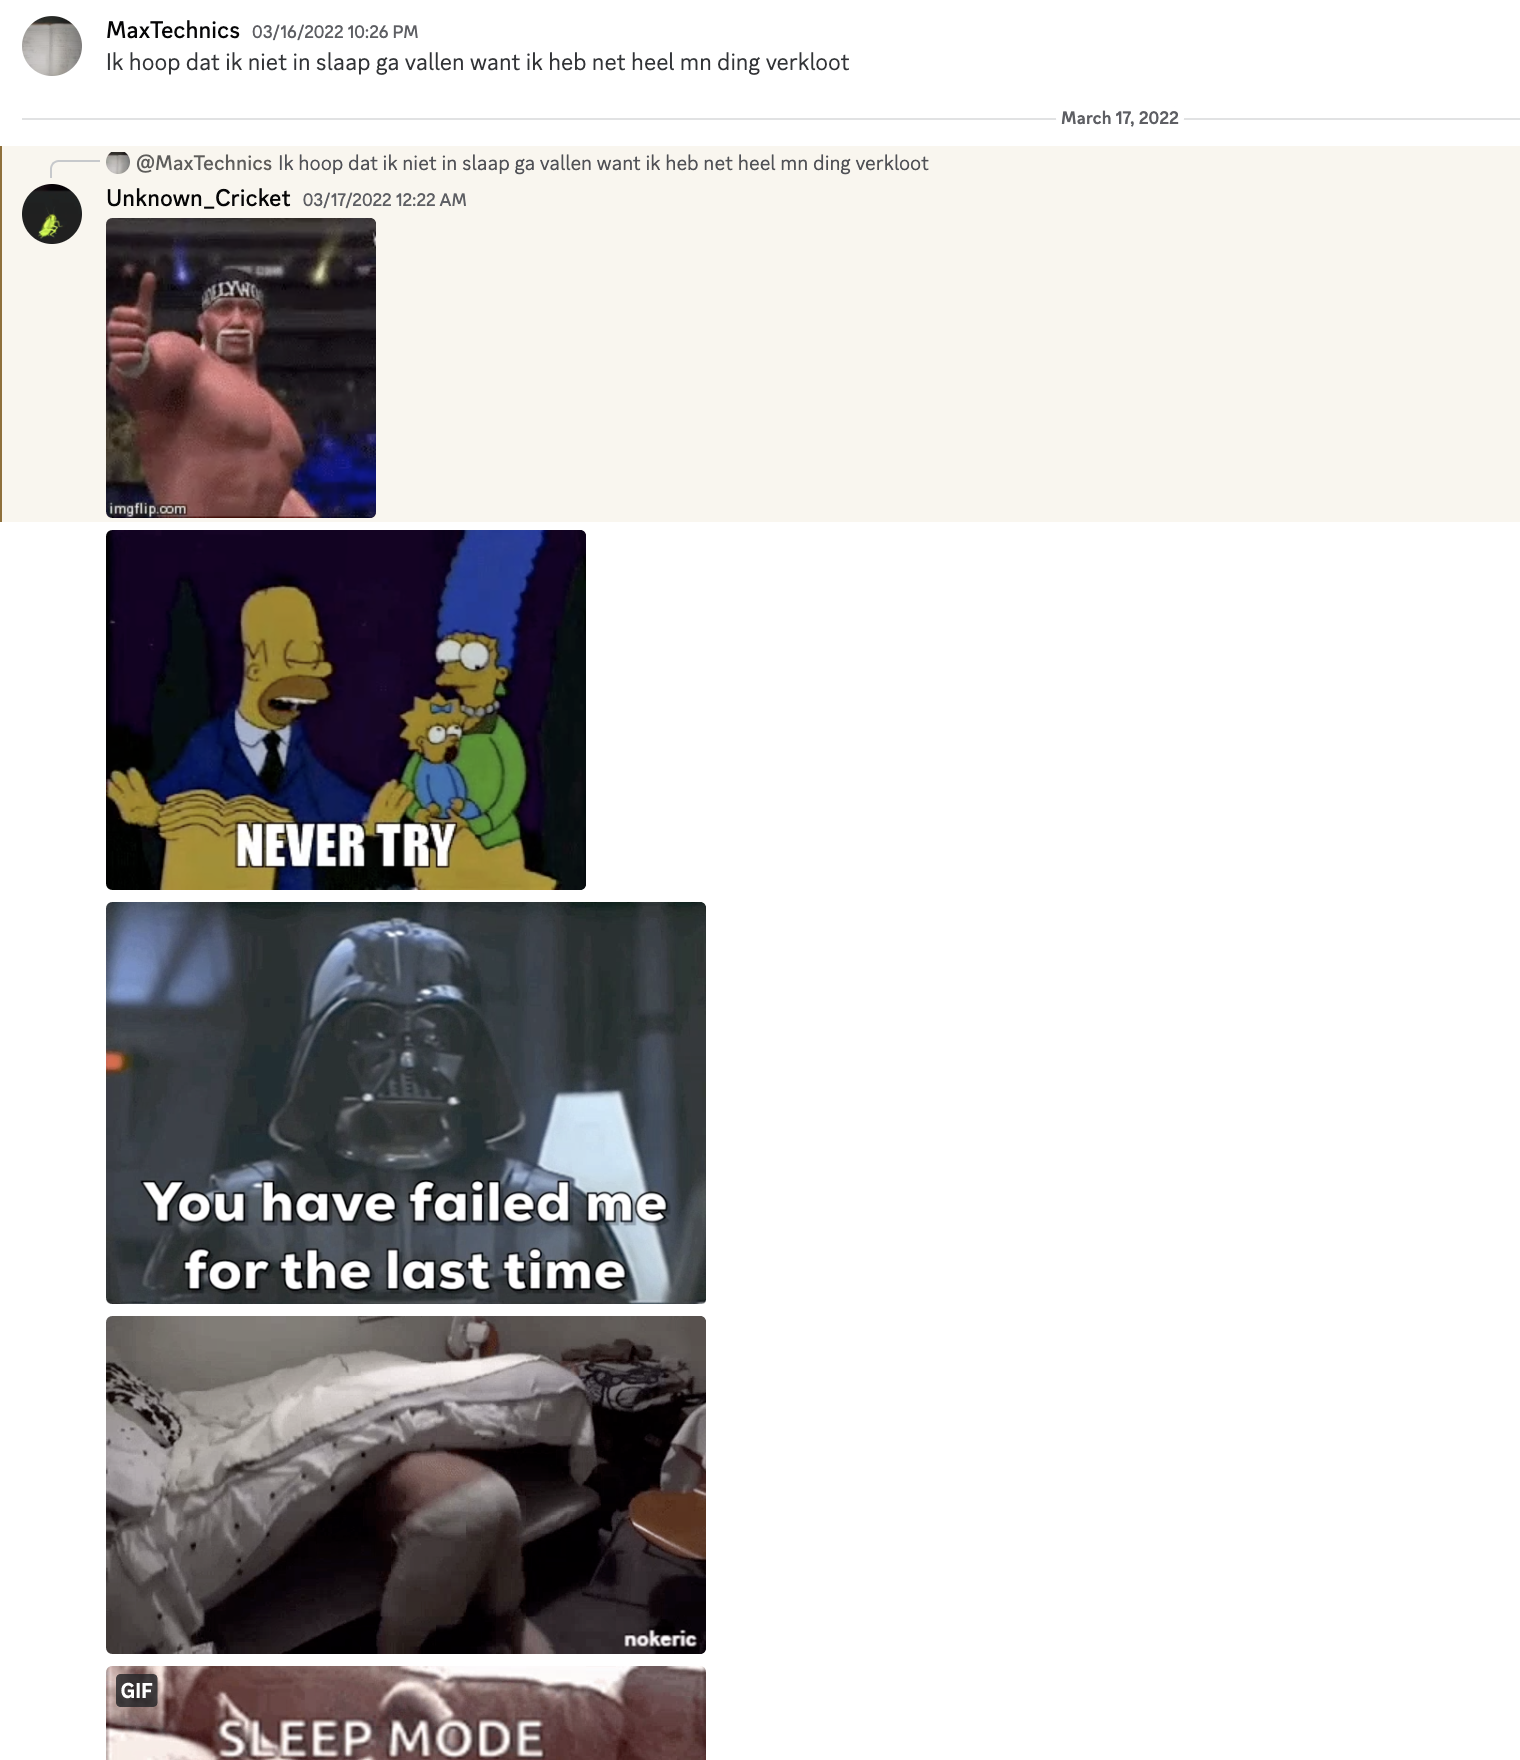 MaxTechnics 03/16/2022 10:26 PM
Ik hoop dat ik niet in slaap ga vallen want ik heb net heel mn ding verkloot
March 17, 2022
@MaxTechnics Ik hoop dat ik niet in slaap ga vallen want ik heb net heel mn ding verkloot
Unknown_Cricket 03/17/2022 12:22 AM
imgflip.com
NEVER TRY
You have failed me
for the last time
nokeric
GIF
SLEEP MODE